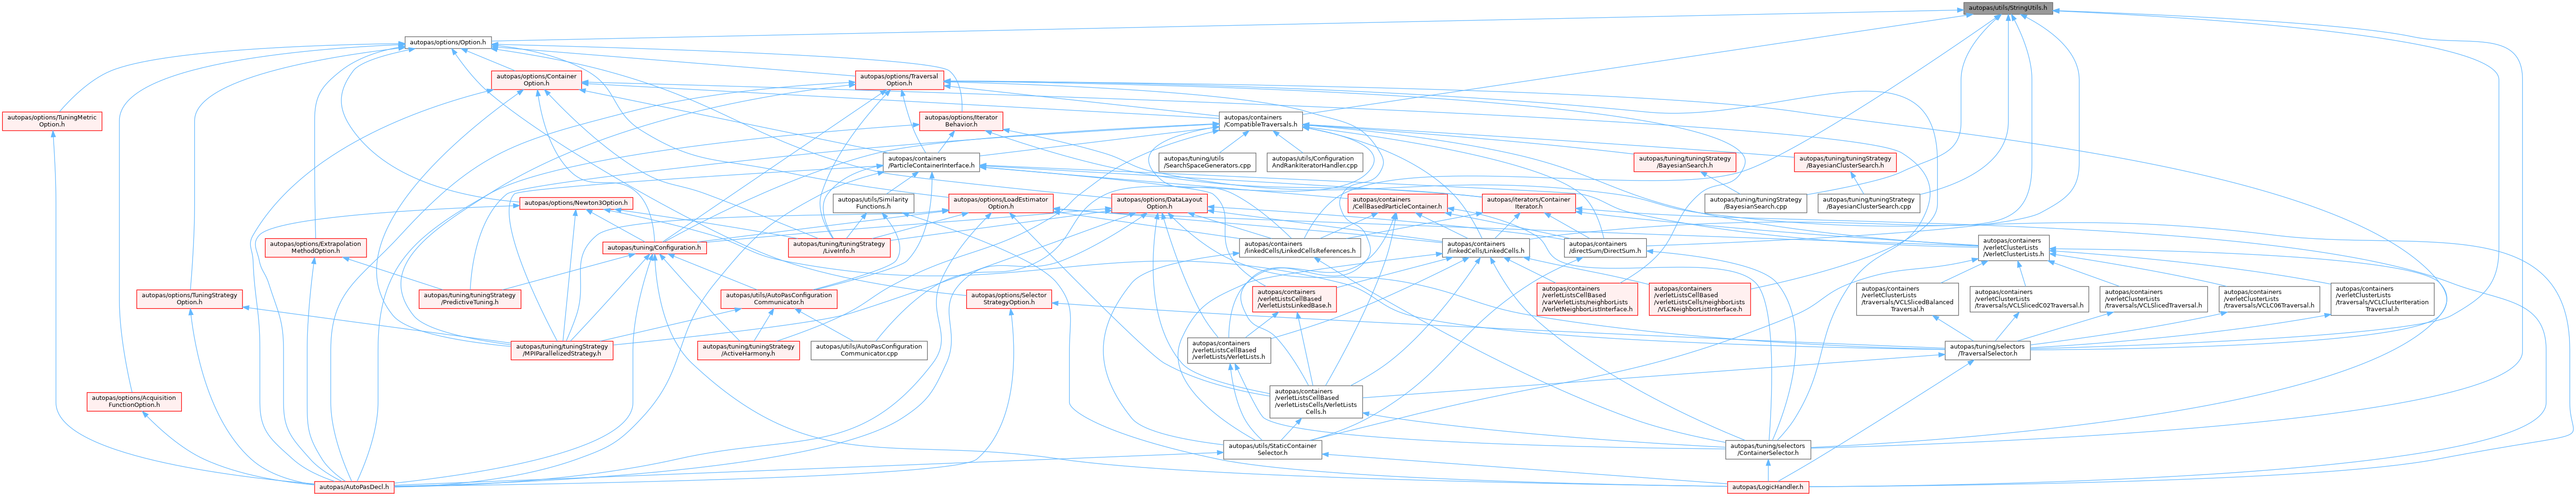 autopas/utils/StringUtils.h
autopas/options/Option.h
autopas/options/Container
Option.h
autopas/options/Traversal
Option.h
autopas/options/TuningMetric
Option.h
autopas/options/Iterator
Behavior.h
autopas/containers
/CompatibleTraversals.h
autopas/containers
/ParticleContainerInterface.h
autopas/tuning/utils
/SearchSpaceGenerators.cpp
autopas/utils/Configuration
AndRankIteratorHandler.cpp
autopas/tuning/tuningStrategy
/BayesianSearch.h
autopas/tuning/tuningStrategy
/BayesianClusterSearch.h
autopas/options/Newton3Option.h
autopas/utils/Similarity
Functions.h
autopas/options/LoadEstimator
Option.h
autopas/options/DataLayout
Option.h
autopas/containers
/CellBasedParticleContainer.h
autopas/iterators/Container
Iterator.h
autopas/tuning/tuningStrategy
/BayesianSearch.cpp
autopas/tuning/tuningStrategy
/BayesianClusterSearch.cpp
autopas/options/Extrapolation
MethodOption.h
autopas/tuning/Configuration.h
autopas/tuning/tuningStrategy
/LiveInfo.h
autopas/containers
/linkedCells/LinkedCellsReferences.h
autopas/containers
/linkedCells/LinkedCells.h
autopas/containers
/directSum/DirectSum.h
autopas/containers
/verletClusterLists
/VerletClusterLists.h
autopas/options/TuningStrategy
Option.h
autopas/tuning/tuningStrategy
/PredictiveTuning.h
autopas/utils/AutoPasConfiguration
Communicator.h
autopas/options/Selector
StrategyOption.h
autopas/containers
/verletListsCellBased
/VerletListsLinkedBase.h
autopas/containers
/verletListsCellBased
/varVerletLists/neighborLists
/VerletNeighborListInterface.h
autopas/containers
/verletListsCellBased
/verletListsCells/neighborLists
/VLCNeighborListInterface.h
autopas/containers
/verletClusterLists
/traversals/VCLSlicedBalanced
Traversal.h
autopas/containers
/verletClusterLists
/traversals/VCLSlicedC02Traversal.h
autopas/containers
/verletClusterLists
/traversals/VCLSlicedTraversal.h
autopas/containers
/verletClusterLists
/traversals/VCLC06Traversal.h
autopas/containers
/verletClusterLists
/traversals/VCLClusterIteration
Traversal.h
autopas/tuning/tuningStrategy
/MPIParallelizedStrategy.h
autopas/tuning/tuningStrategy
/ActiveHarmony.h
autopas/utils/AutoPasConfiguration
Communicator.cpp
autopas/containers
/verletListsCellBased
/verletLists/VerletLists.h
autopas/tuning/selectors
/TraversalSelector.h
autopas/options/Acquisition
FunctionOption.h
autopas/containers
/verletListsCellBased
/verletListsCells/VerletLists
Cells.h
autopas/utils/StaticContainer
Selector.h
autopas/tuning/selectors
/ContainerSelector.h
autopas/AutoPasDecl.h
autopas/LogicHandler.h